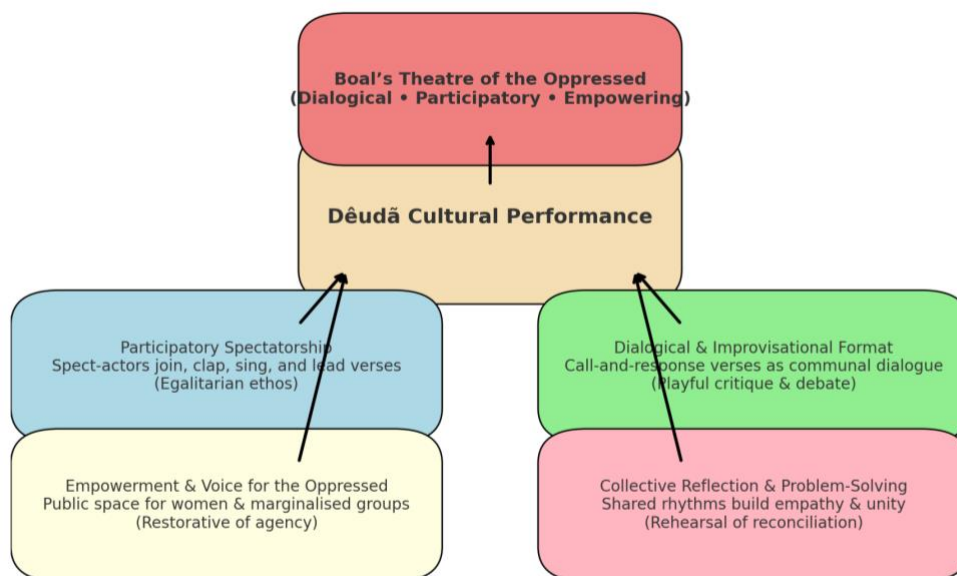 Boal’s Theatre of the Oppressed
(Dialogical • Participatory • Empowering)
Dêudã Cultural Performance
Participatory Spectatorship
Spect-actors join, clap, sing, and lead verses
(Egalitarian ethos)
Dialogical & Improvisational Format
Call-and-response verses as communal dialogue
(Playful critique & debate)
Empowerment & Voice for the Oppressed
Public space for women & marginalised groups
(Restorative of agency)
Collective Reflection & Problem-Solving
Shared rhythms build empathy & unity
(Rehearsal of reconciliation)